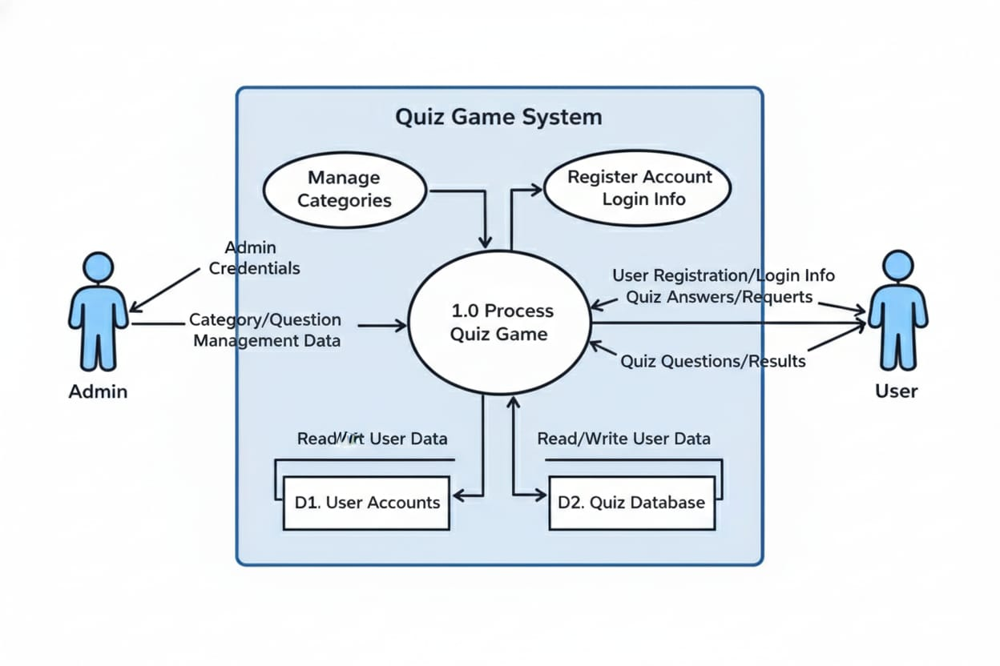 Quiz Game System
Manage
Categories
Register Account
Login Info
Admin
Credentials
User Registration/Login Info
Quiz Answers/Requerts
1.0 Process
Quiz Game
Category/Question
Management Data
Quiz Questions/Results
Admin
User
User Data
Read/Write User Data
D1. User Accounts
D2. Quiz Database